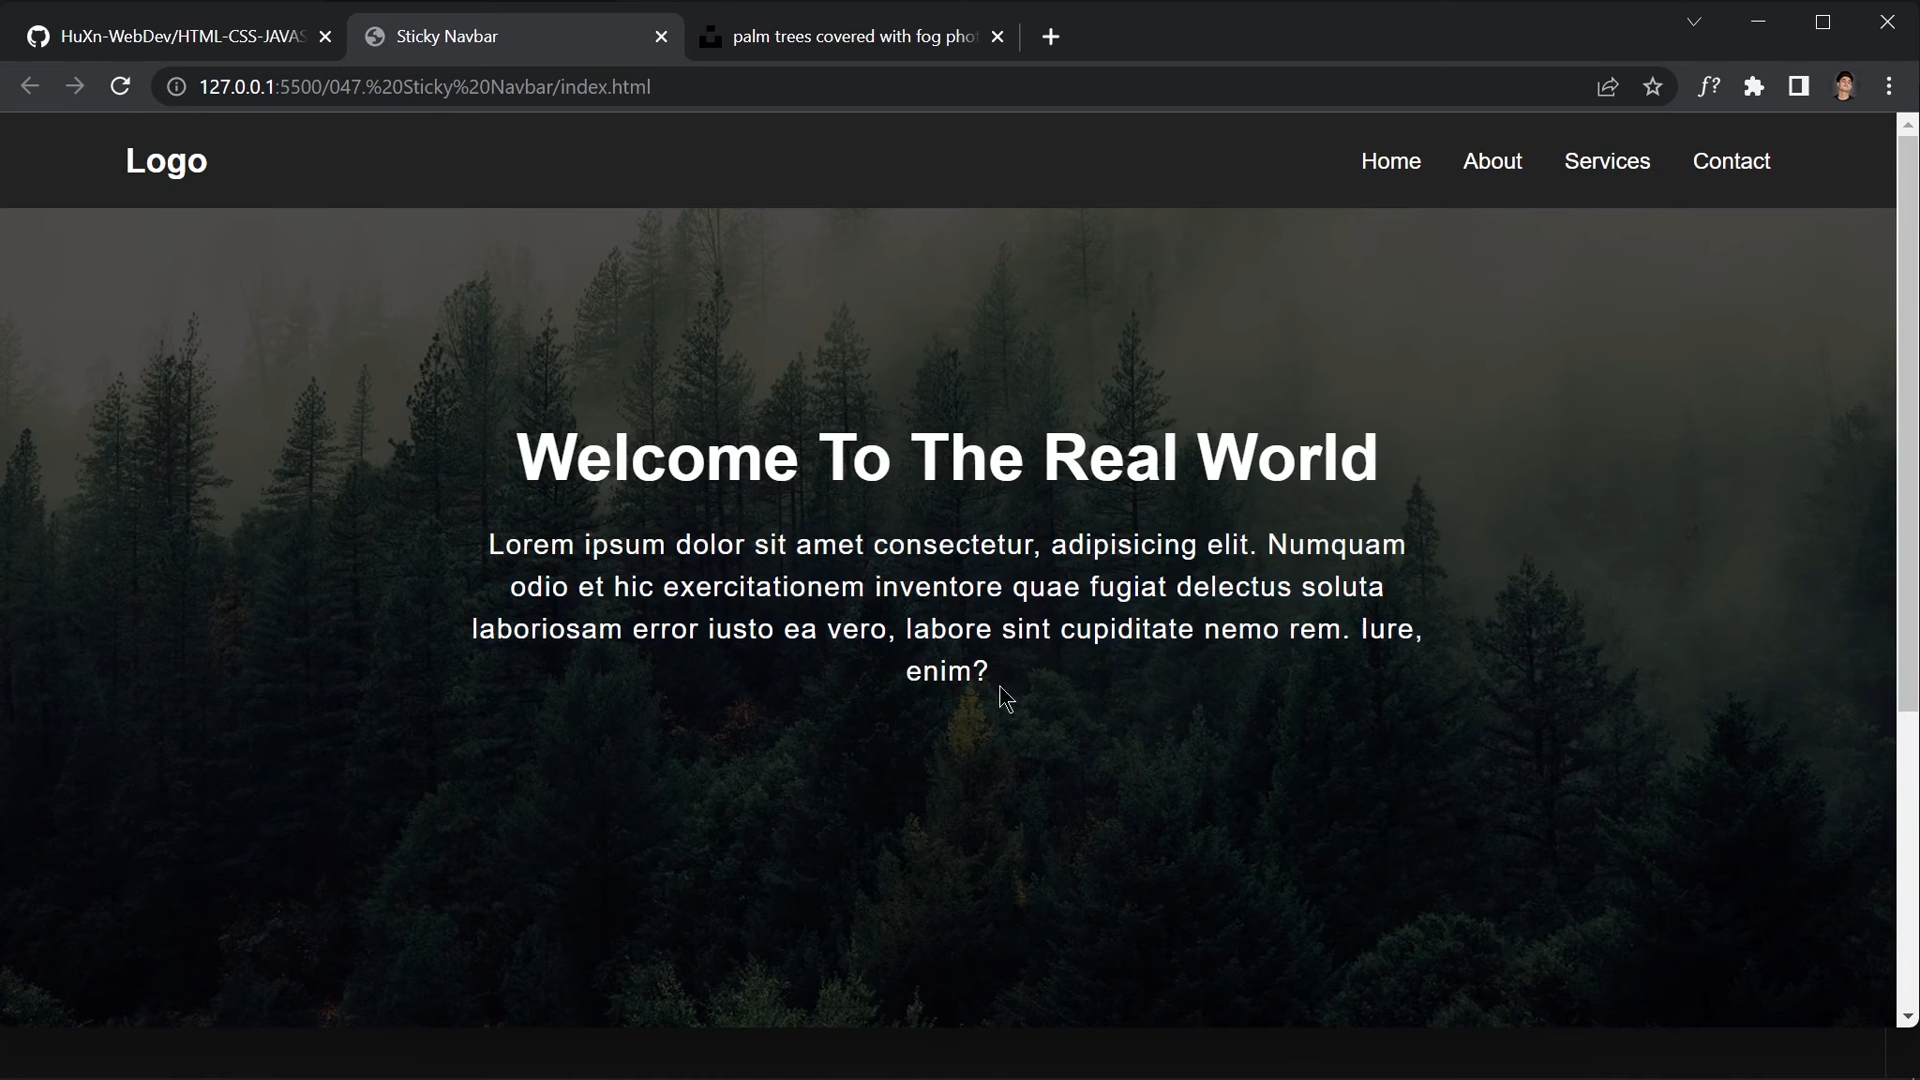 HuXn-WebDev/HTML-CSS-JAVAS
Sticky Navbar
palm trees covered with fog phot
127.0.0.1:5500/047.%20Sticky%20Navbar/index.html
f?
Logo
Home
About
Services
Contact
Welcome To The Real World
Lorem ipsum dolor sit amet consectetur, adipisicing elit. Numquam
odio et hic exercitationem inventore quae fugiat delectus soluta
laboriosam error iusto ea vero, labore sint cupiditate nemo rem. Iure,
enim?